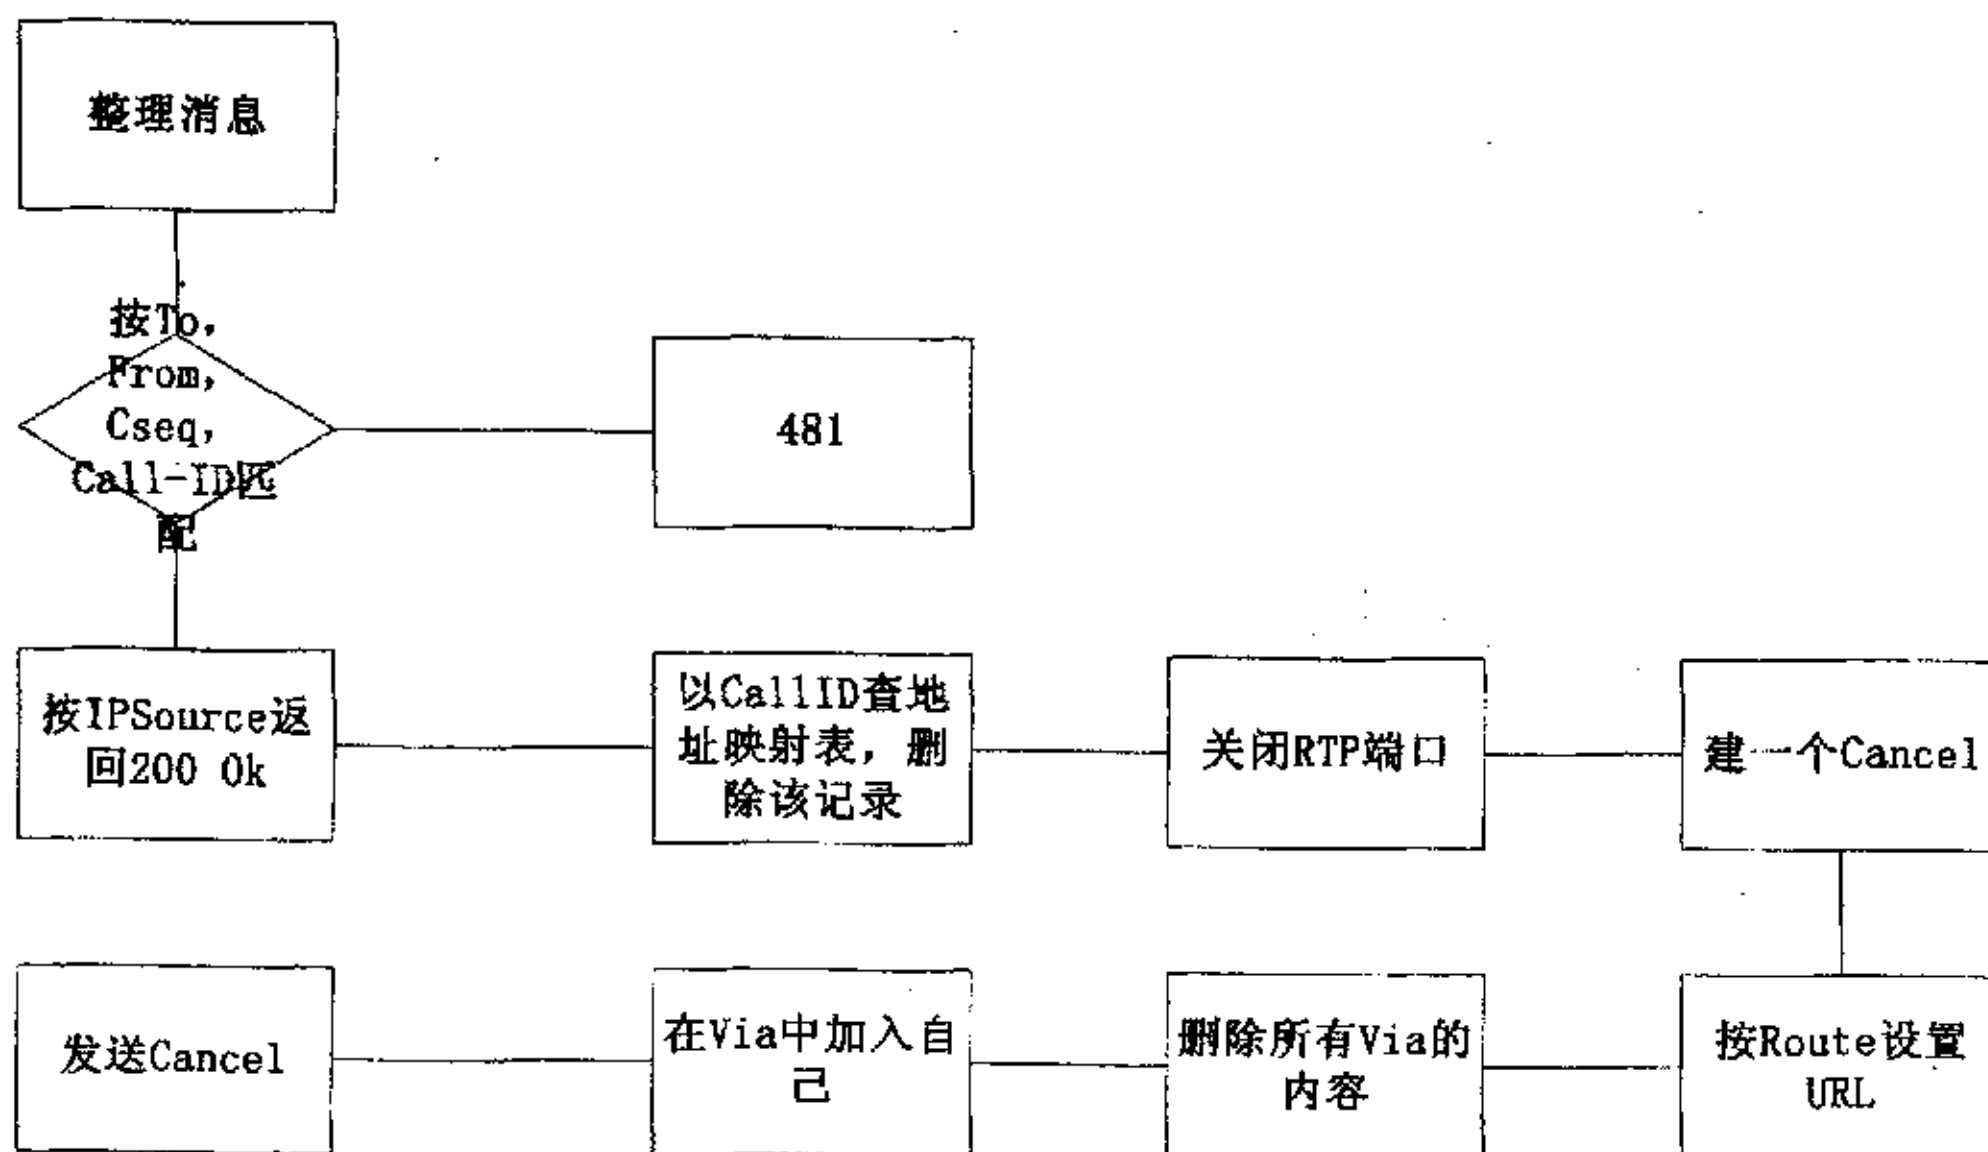 整理消息
按To,
From,
Cseq,
Call-ID匹
配
481
按IPSource返
回200 Ok
以CallID查地
址映射表，删
除该记录
关闭RTP端口
建一个Cancel
发送Cancel
在Via中加入自
己
删除所有Via的
内容
按Route设置
URL